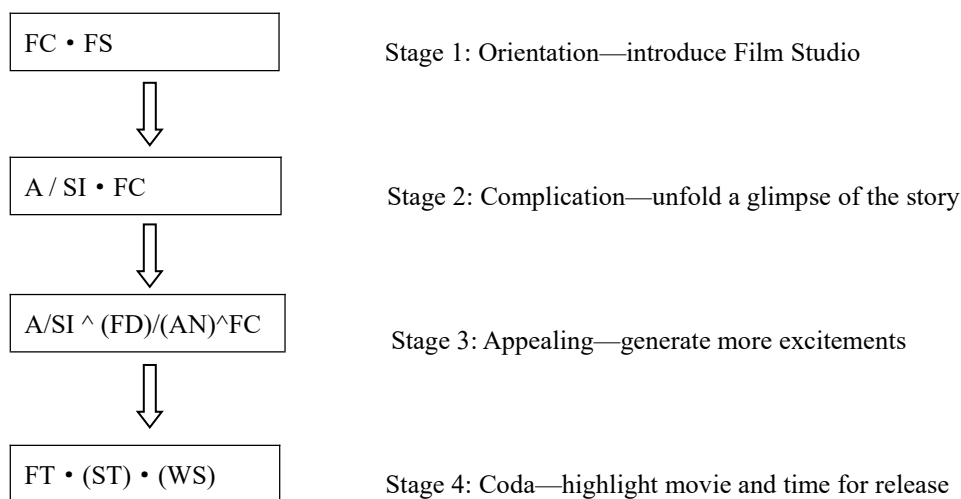 FC • FS
Stage 1: Orientation—introduce Film Studio
A / SI • FC
Stage 2: Complication—unfold a glimpse of the story
A/SI ^ (FD)/(AN)^FC
Stage 3: Appealing—generate more excitements
FT • (ST) • (WS)
Stage 4: Coda—highlight movie and time for release